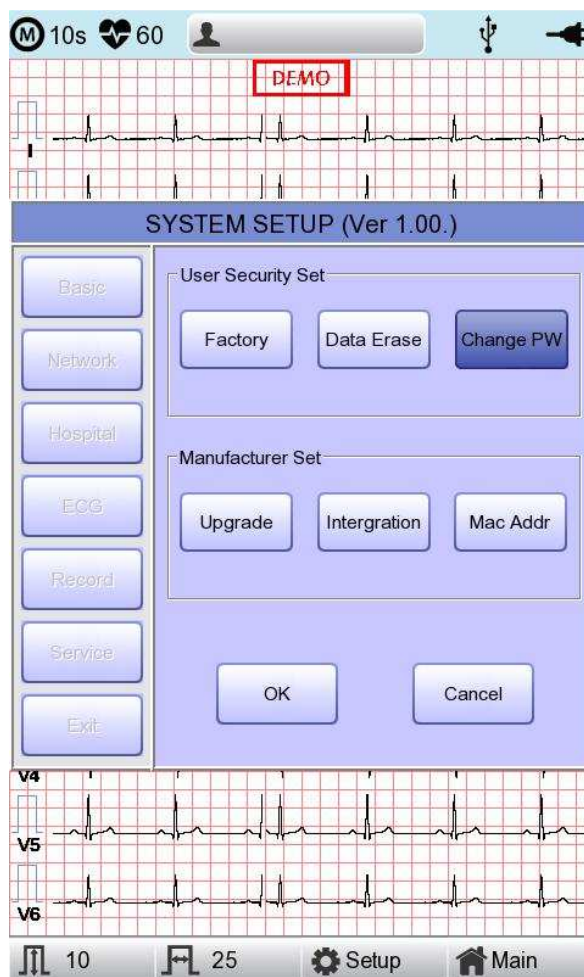 M 10s 60
DEMO
I
SYSTEM SETUP (Ver 1.00.)
Basic
Network
Hospital
ECG
Record
Service
Exit
User Security Set
Factory Data Erase Change PW
Manufacturer Set
Upgrade Intergration Mac Addr
OK Cancel
V4
V5
V6
10 25 Setup Main